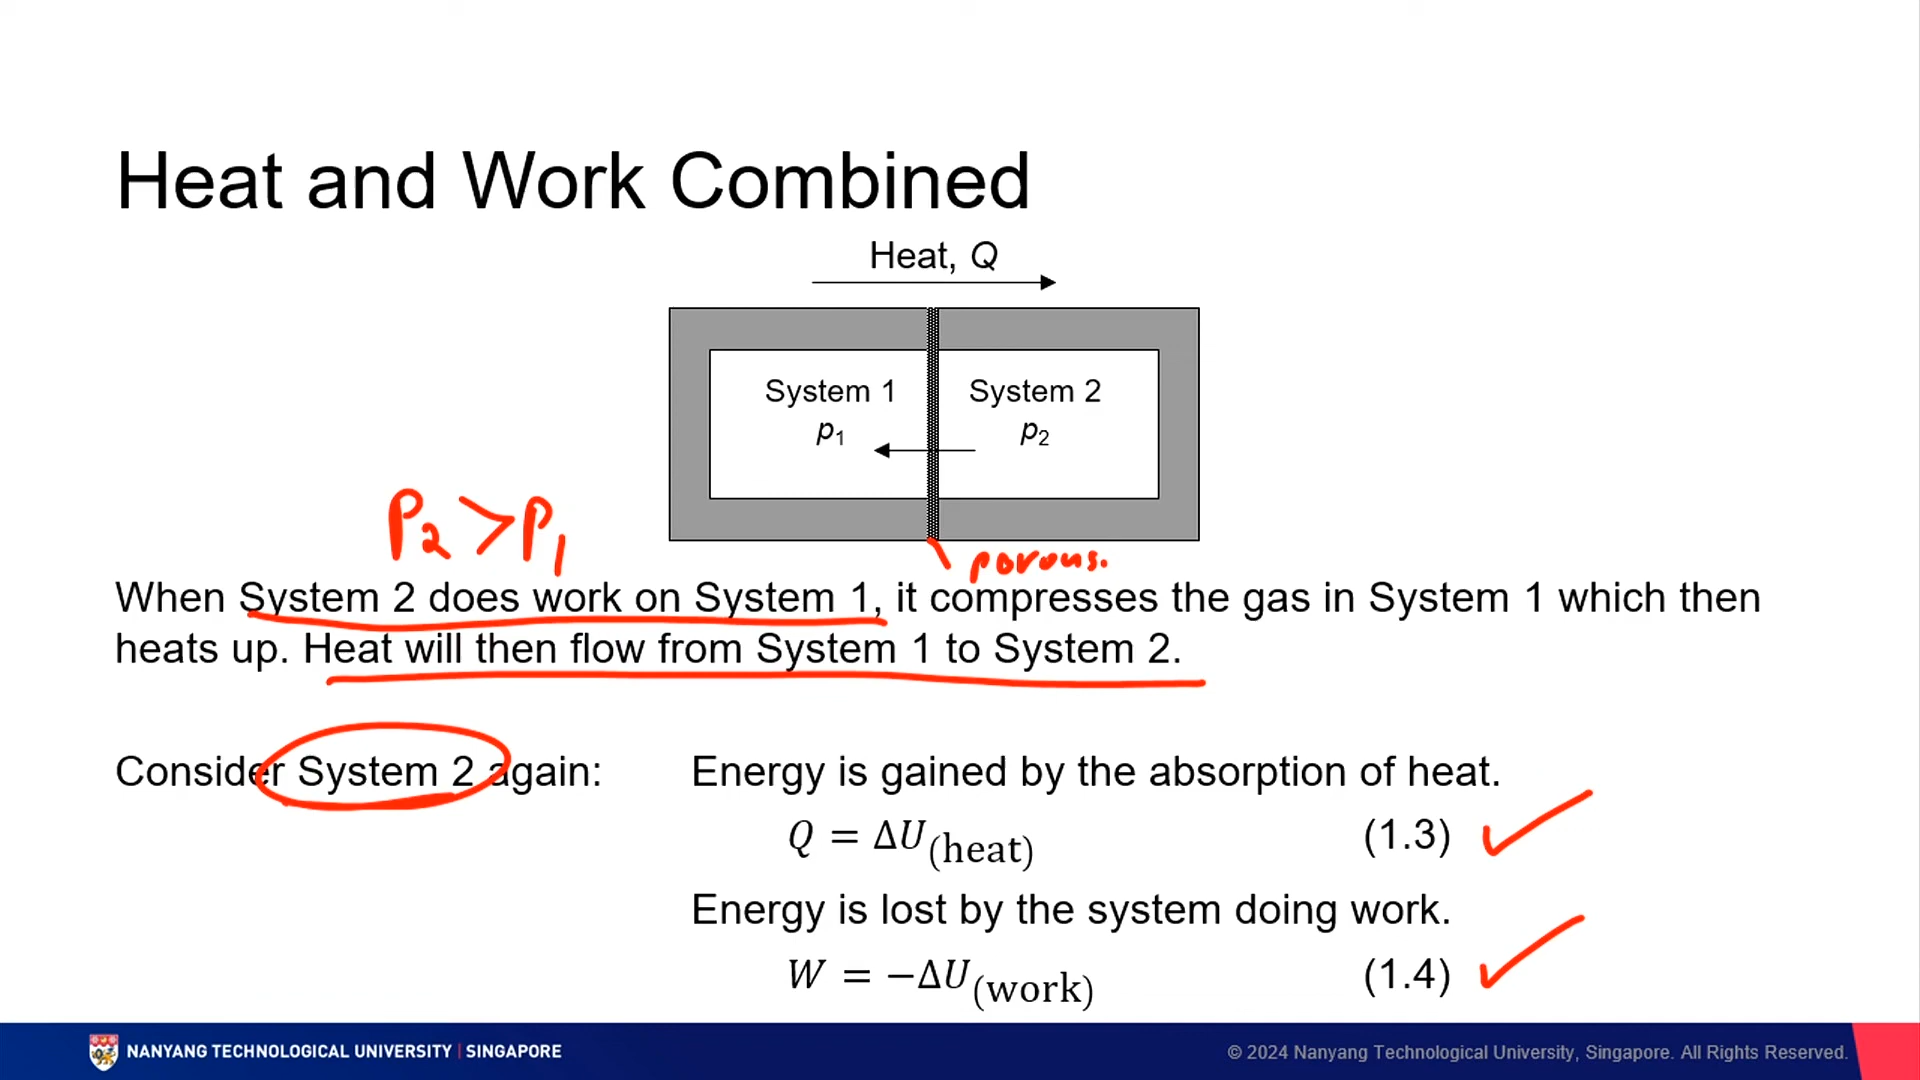 Heat and Work Combined
Heat, Q
System 1
System 2
p₁
p₂
P₂ > P₁
porous.
When System 2 does work on System 1, it compresses the gas in System 1 which then
heats up. Heat will then flow from System 1 to System 2.
Consider System 2 again:
Energy is gained by the absorption of heat.
Q = ΔU(heat) (1.3) ✓
Energy is lost by the system doing work.
W = −ΔU(work) (1.4) ✓
NANYANG TECHNOLOGICAL UNIVERSITY | SINGAPORE
© 2024 Nanyang Technological University, Singapore. All Rights Reserved.